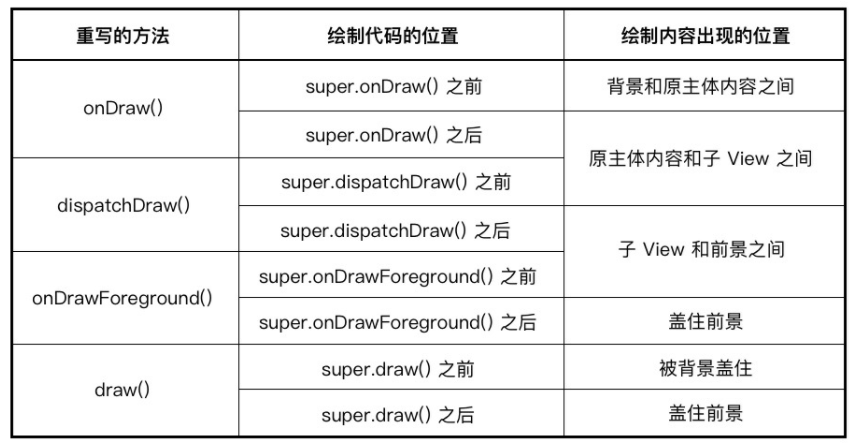 重写的方法 绘制代码的位置 绘制内容出现的位置
onDraw() super.onDraw() 之前 背景和原主体内容之间
super.onDraw() 之后 原主体内容和子 View 之间
dispatchDraw() super.dispatchDraw() 之前
super.dispatchDraw() 之后 子 View 和前景之间
onDrawForeground() super.onDrawForeground() 之前
super.onDrawForeground() 之后 盖住前景
draw() super.draw() 之前 被背景盖住
super.draw() 之后 盖住前景